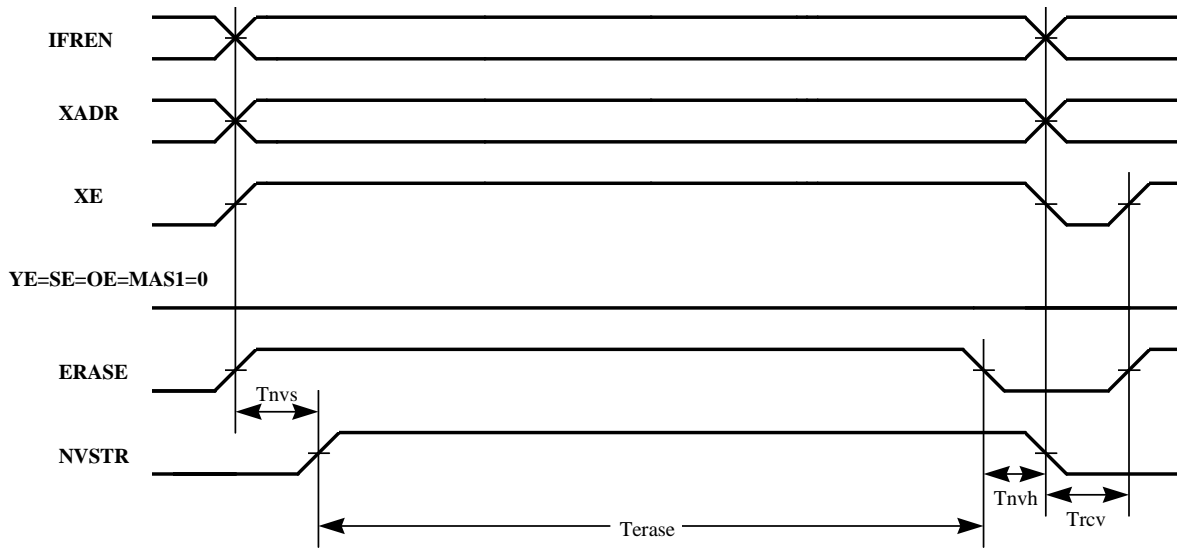 IFREN
XADR
XE
YE=SE=OE=MAS1=0
ERASE
Tnvs
NVSTR
Tnvh
Trcv
Terase